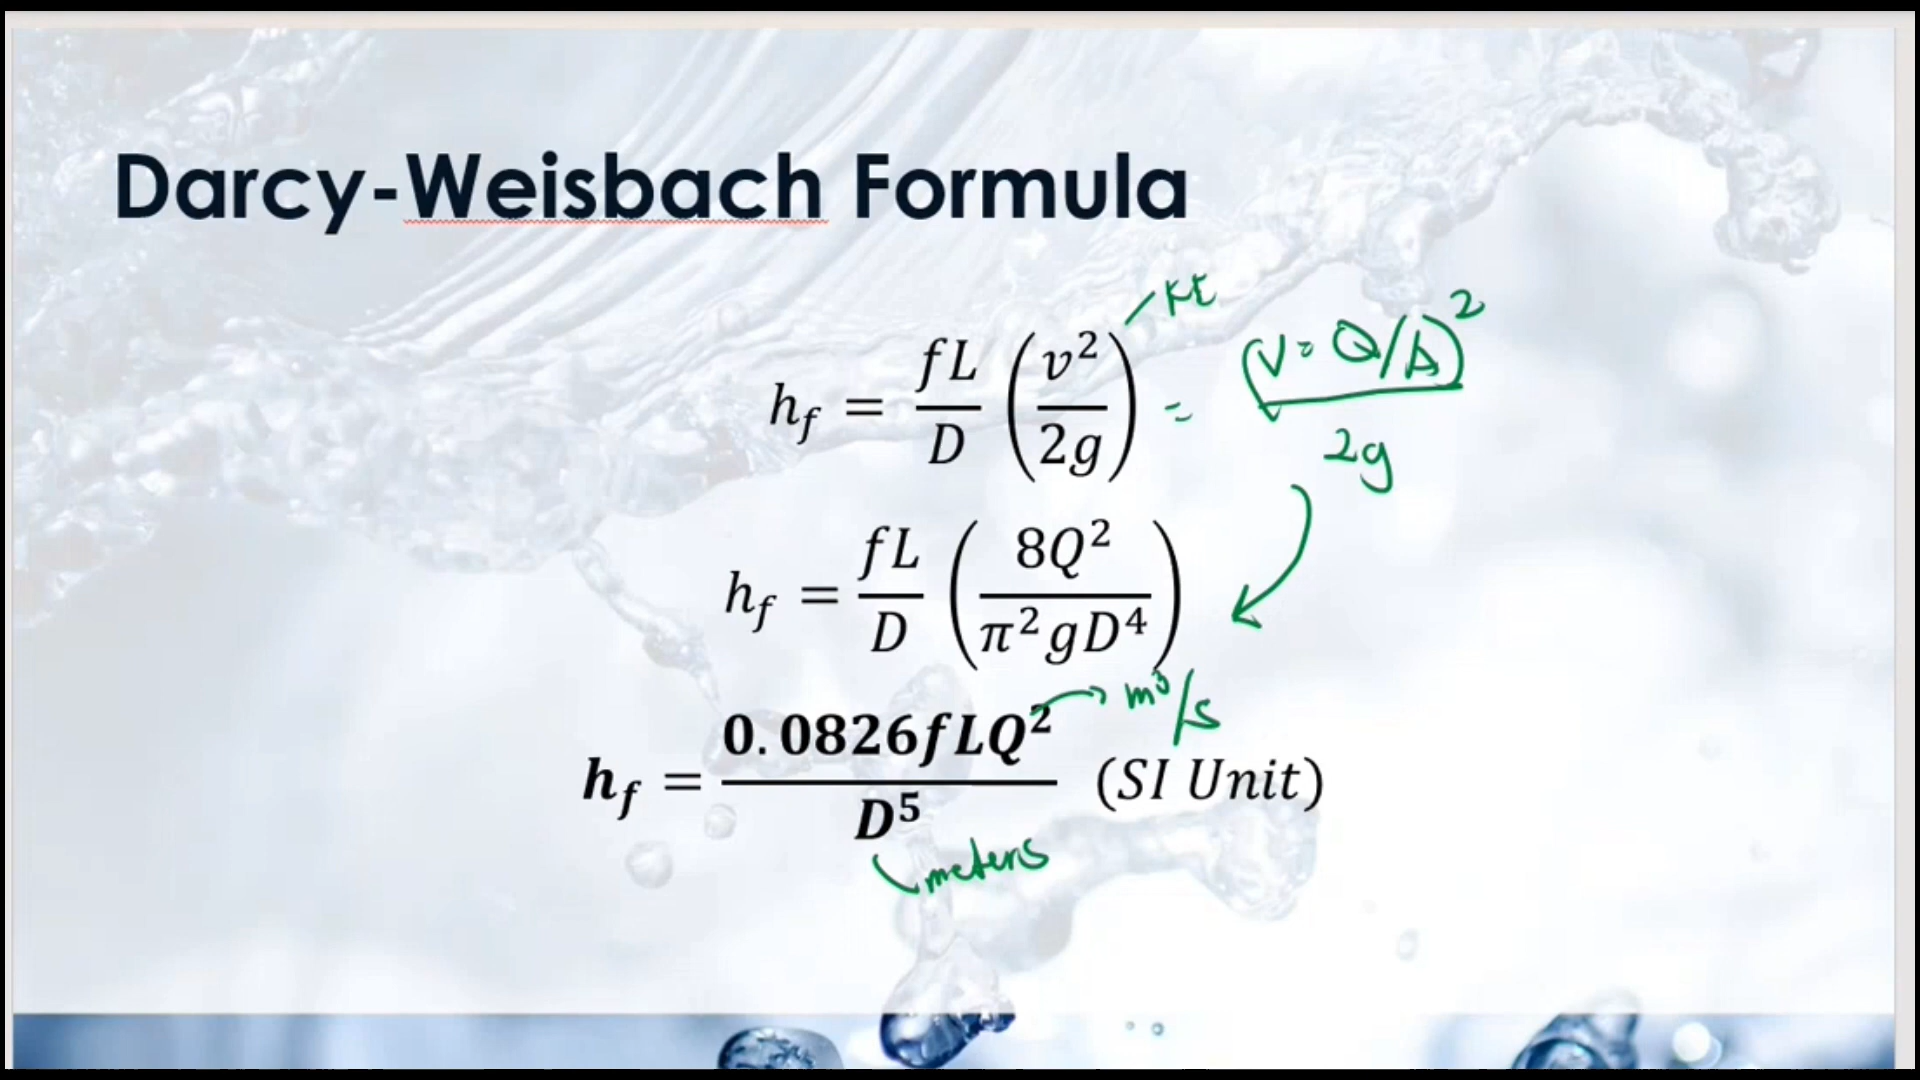 Darcy-Weisbach Formula
h_f = fL/D (v²/2g) KE = (V = Q/A)²/2g
h_f = fL/D (8Q²/π²gD⁴)
h_f = 0.0826fLQ²/D⁵ (SI Unit) m³/s
meters